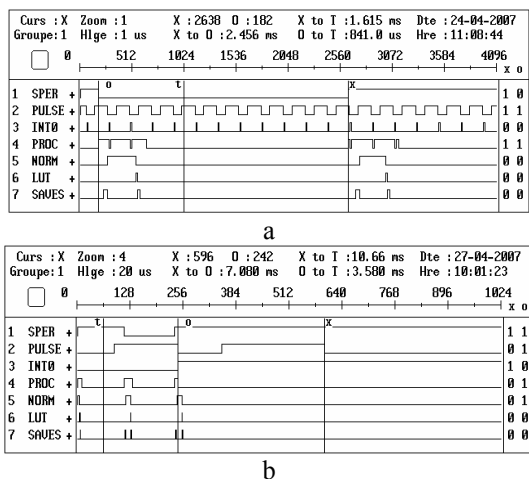 Curs :X Zoom :1 X :2638 O :182 X to T :1.615 ms Dte :24-04-2007
Groupe:1 Hlge :1 us X to O :2.456 ms O to T :841.0 us Hre :11:08:44
0 512 1024 1536 2048 2560 3072 3584 4096
X O
o t X
1 SPER + 1 0
2 PULSE + 1 1
3 INT0 + 0 0
4 PROC + 1 1
5 NORM + 0 0
6 LUT + 0 0
7 SAVES + 0 0
a
Curs :X Zoom :4 X :596 O :242 X to T :10.66 ms Dte :27-04-2007
Groupe:1 Hlge :20 us X to O :7.080 ms O to T :3.580 ms Hre :10:01:23
0 128 256 384 512 640 768 896 1024
X O
t o X
1 SPER + 1 1
2 PULSE + 0 1
3 INT0 + 1 0
4 PROC + 0 1
5 NORM + 0 1
6 LUT + 0 0
7 SAVES + 0 0
b